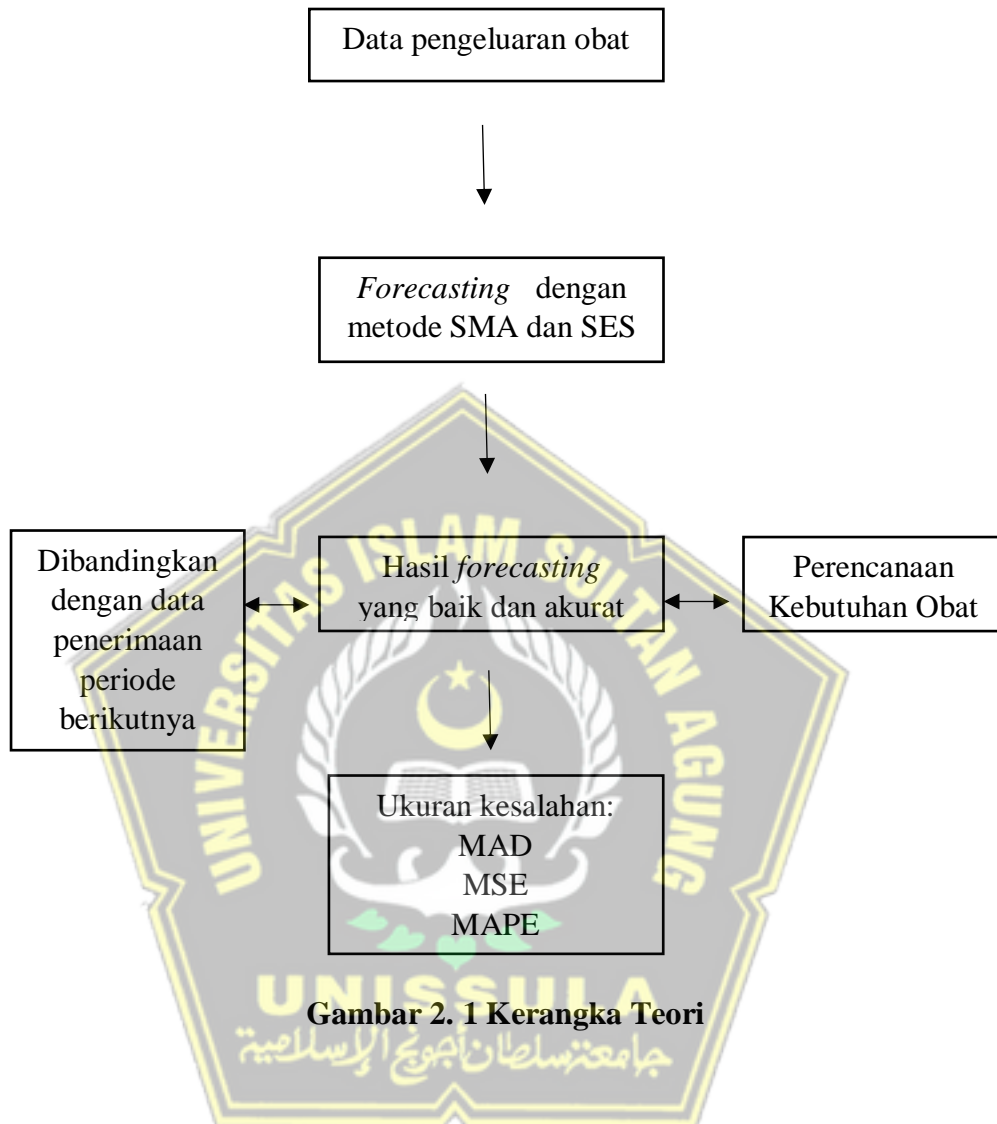 Data pengeluaran obat
Forecasting dengan
metode SMA dan SES
Dibandingkan
dengan data
penerimaan
periode
berikutnya
Hasil forecasting
yang baik dan akurat
Perencanaan
Kebutuhan Obat
Ukuran kesalahan:
MAD
MSE
MAPE
Gambar 2. 1 Kerangka Teori
UNIVERSITAS ISLAM SULTAN AGUNG
UNISSULA
جامعتنسلطان أجونج الإسلامية